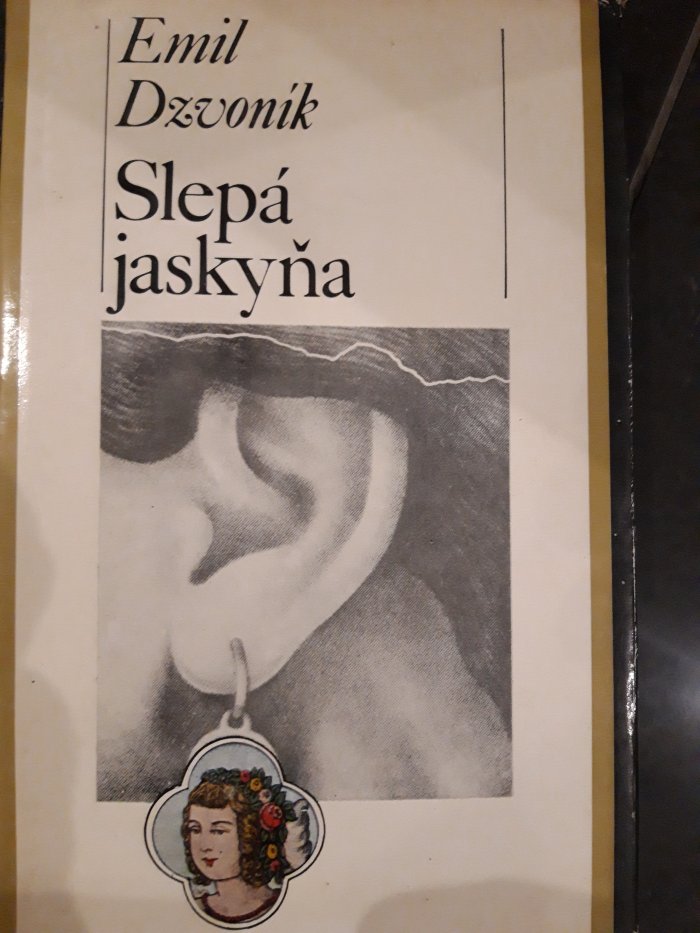 Emil
Dzvoník
Slepá
jaskyňa